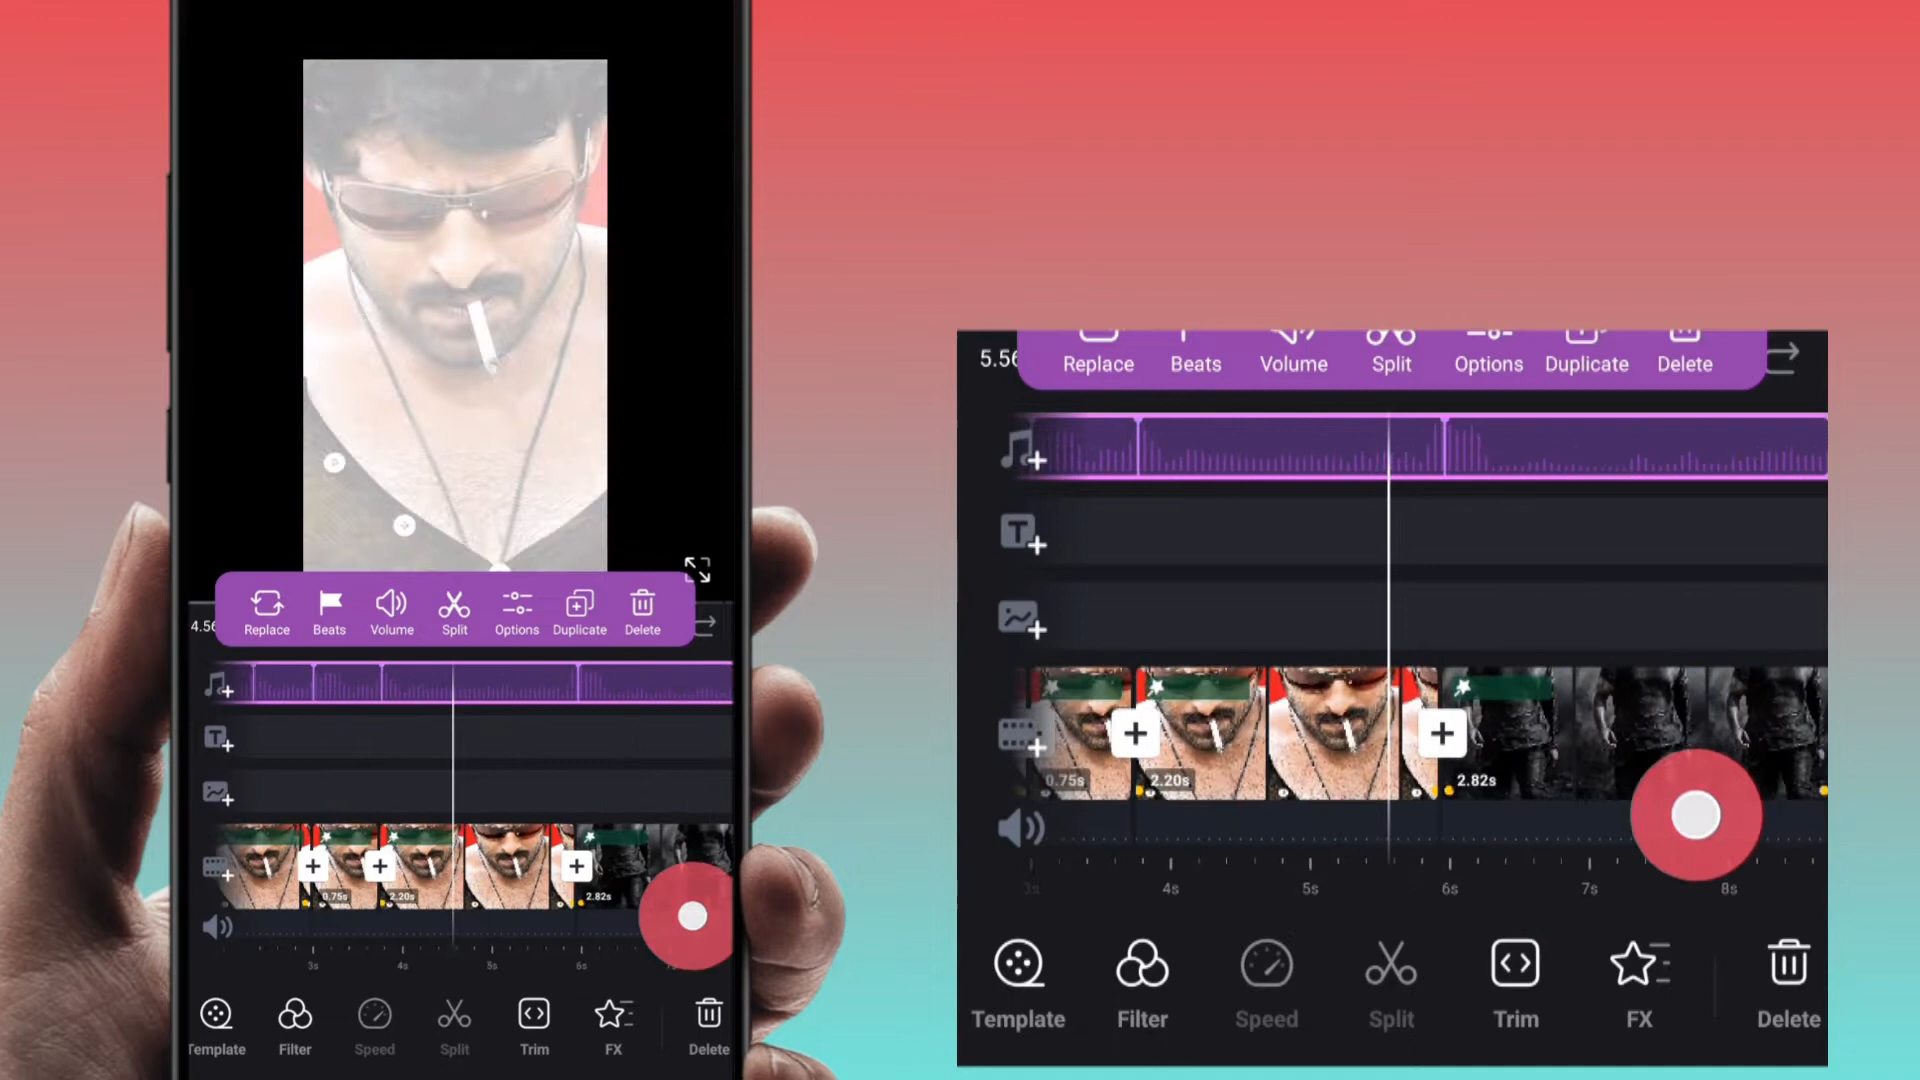 4.56
Replace Beats Volume Split Options Duplicate Delete
0.75s 2.20s 2.82s
3s 4s 5s 6s
Template Filter Speed Split Trim FX Delete
5.56
Replace Beats Volume Split Options Duplicate Delete
T
0.75s 2.20s 2.82s
3s 4s 5s 6s 7s 8s
Template Filter Speed Split Trim FX Delete